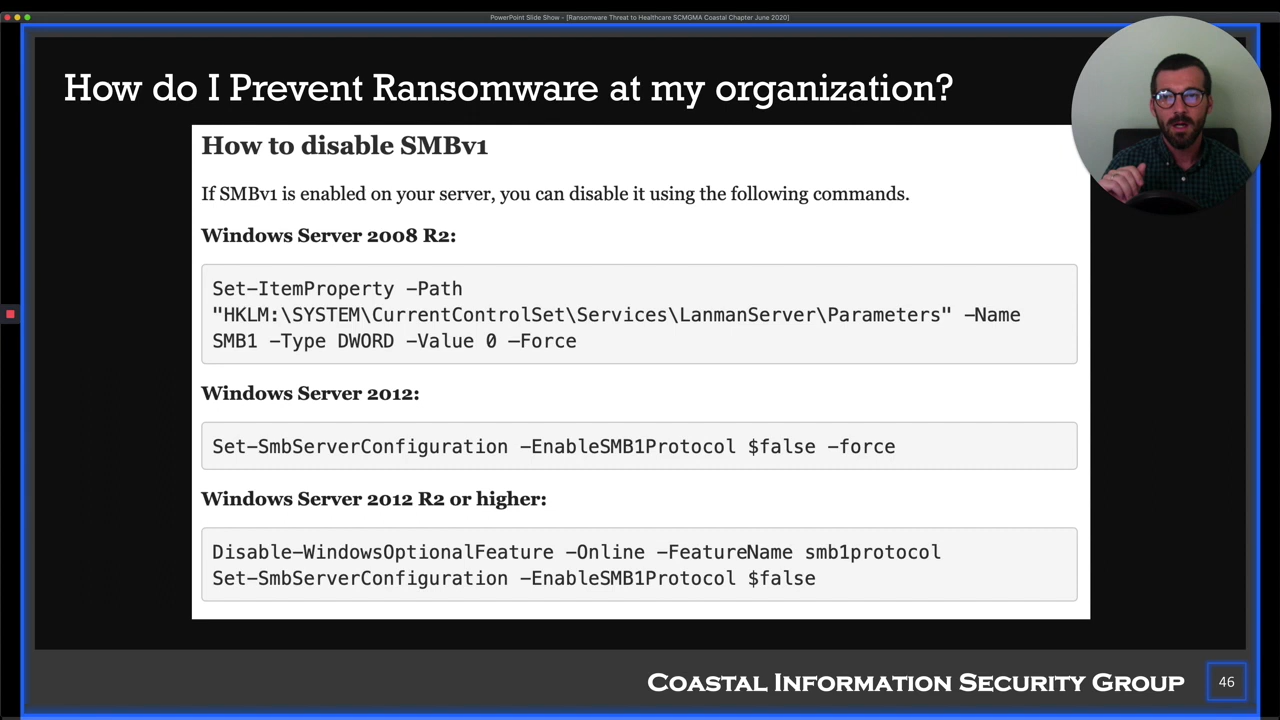 PowerPoint Slide Show - [Ransomware Threat to Healthcare SCMGMA Coastal Chapter June 2020]
How do I Prevent Ransomware at my organization?
How to disable SMBv1
If SMBv1 is enabled on your server, you can disable it using the following commands.
Windows Server 2008 R2:
Set-ItemProperty -Path
"HKLM:\SYSTEM\CurrentControlSet\Services\LanmanServer\Parameters" -Name
SMB1 -Type DWORD -Value 0 –Force
Windows Server 2012:
Set-SmbServerConfiguration -EnableSMB1Protocol $false -force
Windows Server 2012 R2 or higher:
Disable-WindowsOptionalFeature -Online -FeatureName smb1protocol
Set-SmbServerConfiguration -EnableSMB1Protocol $false
COASTAL INFORMATION SECURITY GROUP
46